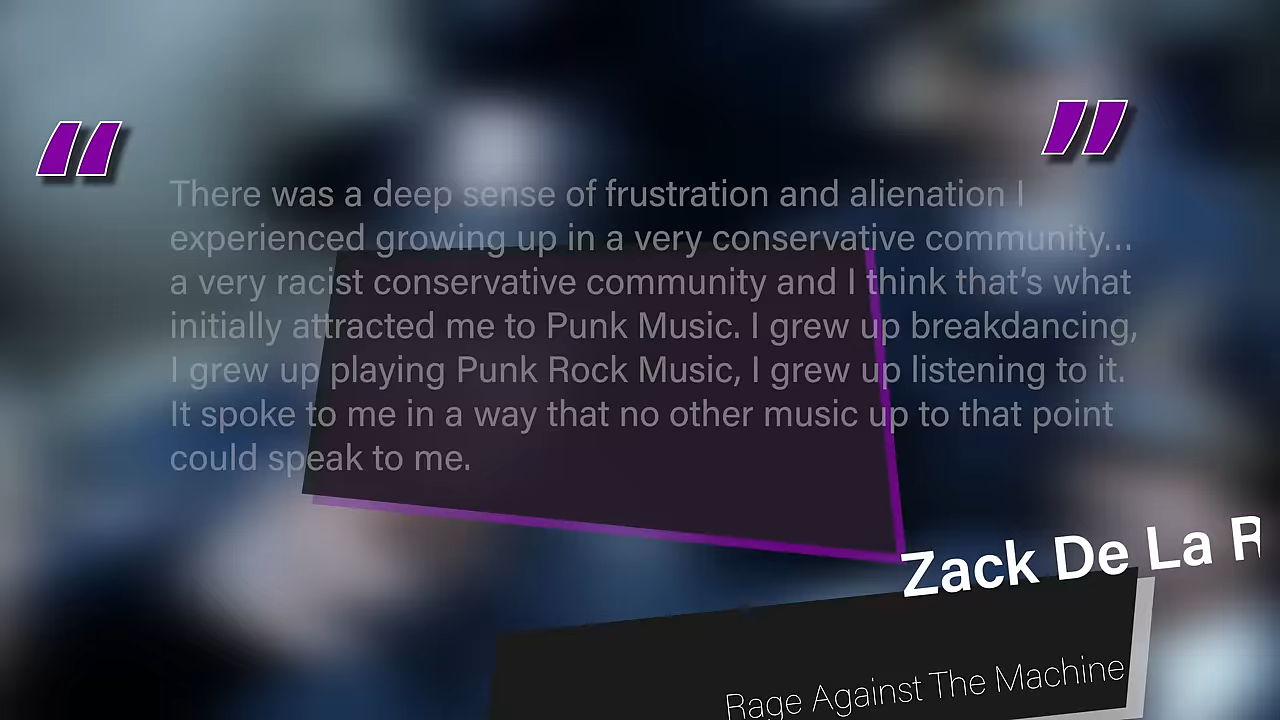 “ ”
There was a deep sense of frustration and alienation I
experienced growing up in a very conservative community...
a very racist conservative community and I think that’s what
initially attracted me to Punk Music. I grew up breakdancing,
I grew up playing Punk Rock Music, I grew up listening to it.
It spoke to me in a way that no other music up to that point
could speak to me.
Zack De La R
Rage Against The Machine